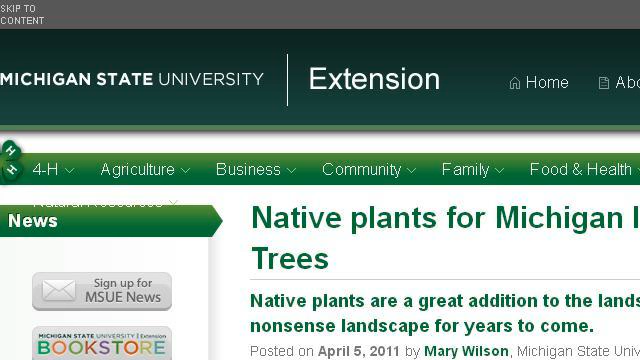 SKIP TO
CONTENT
MICHIGAN STATE UNIVERSITY Extension Home
4-H Agriculture Business Community Family Food & Health
Natural Resources
News
Native plants for Michigan
Trees
Sign up for
MSUE News
Native plants are a great addition to the
nonsense landscape for years to come.
MICHIGAN STATE UNIVERSITY Extension
BOOKSTORE
Posted on April 5, 2011 by Mary Wilson, Michigan State